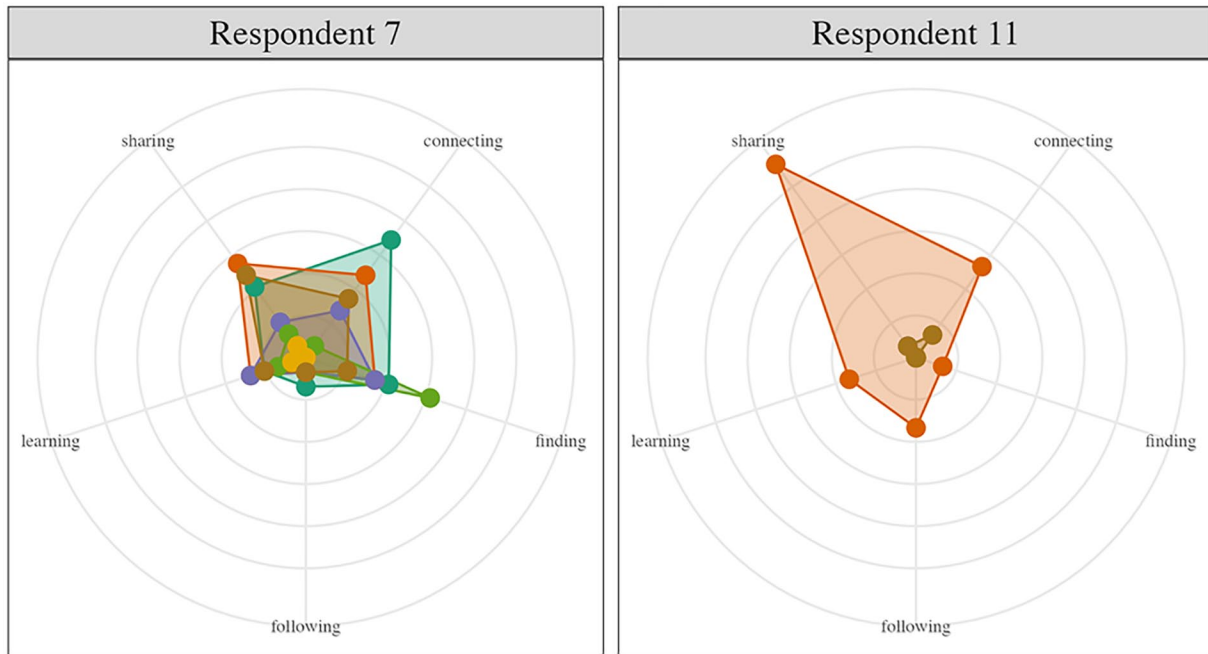 Respondent 7
sharing
connecting
learning
finding
following
Respondent 11
sharing
connecting
learning
finding
following